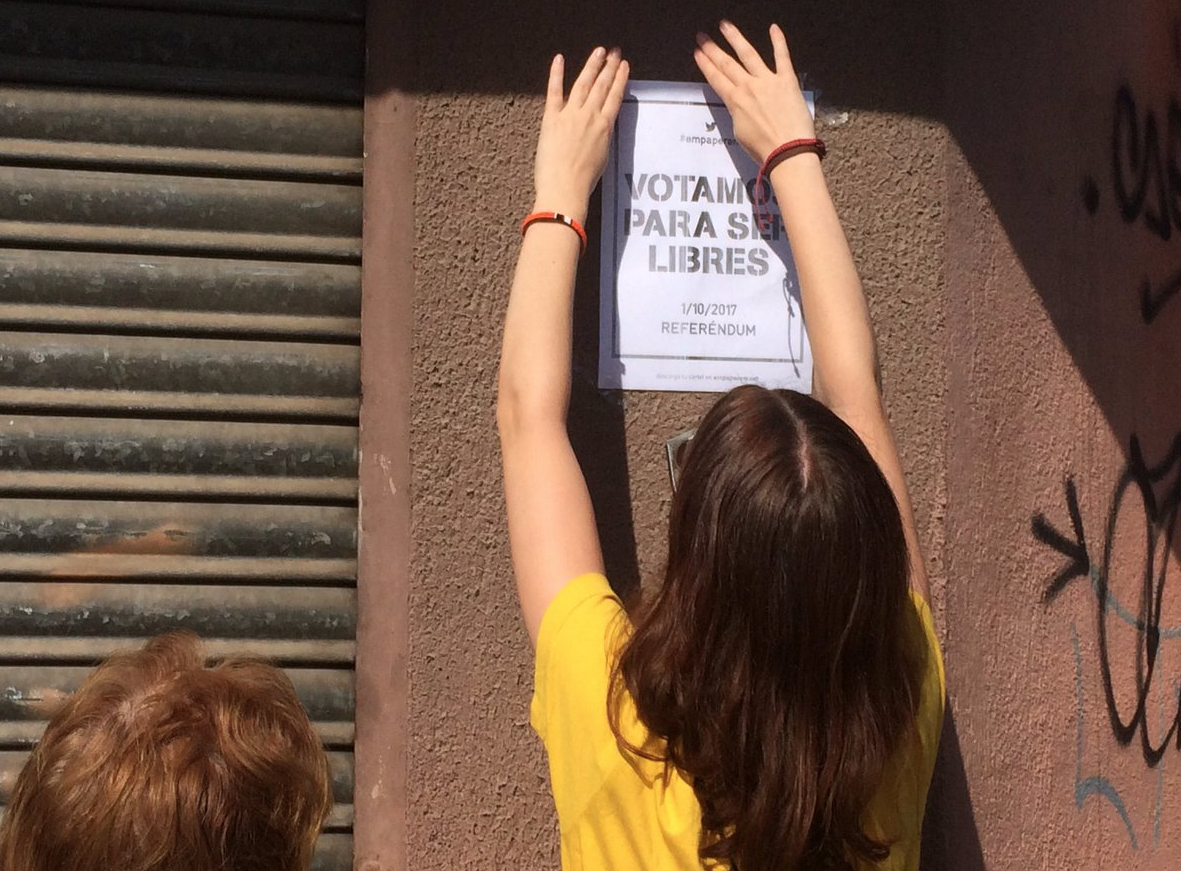 VOTAMOS
PARA SER
LIBRES
1/10/2017
REFERÉNDUM